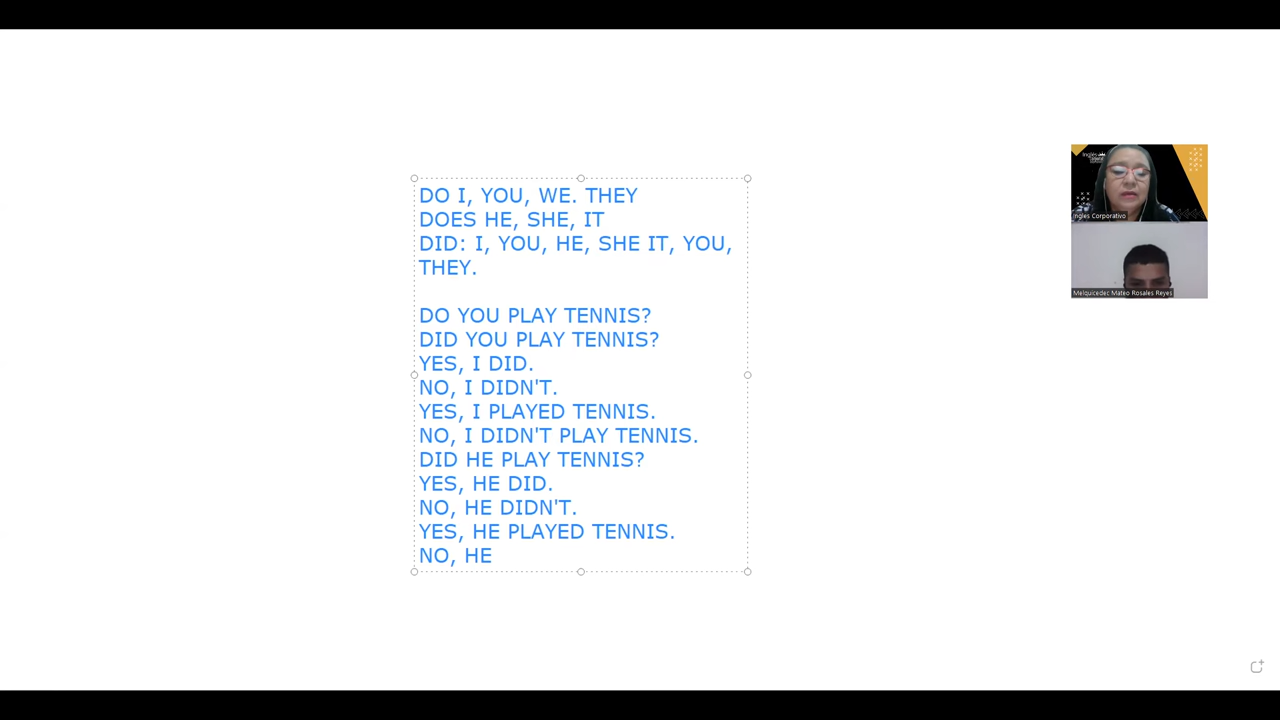 DO I, YOU, WE. THEY
DOES HE, SHE, IT
DID: I, YOU, HE, SHE IT, YOU,
THEY.
DO YOU PLAY TENNIS?
DID YOU PLAY TENNIS?
YES, I DID.
NO, I DIDN'T.
YES, I PLAYED TENNIS.
NO, I DIDN'T PLAY TENNIS.
DID HE PLAY TENNIS?
YES, HE DID.
NO, HE DIDN'T.
YES, HE PLAYED TENNIS.
NO, HE
Inglés
Ingles Corporativo
Melquicedec Mateo Rosales Reyes